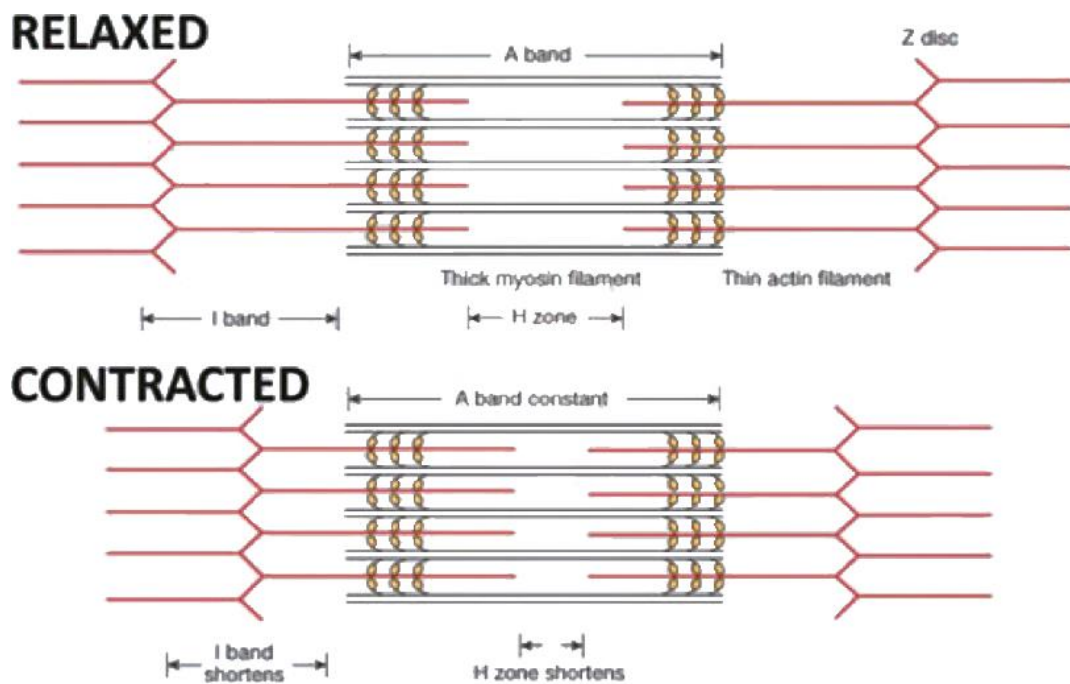 RELAXED
A band
Z disc
Thick myosin filament
Thin actin filament
I band
H zone
CONTRACTED
A band constant
I band
shortens
H zone shortens